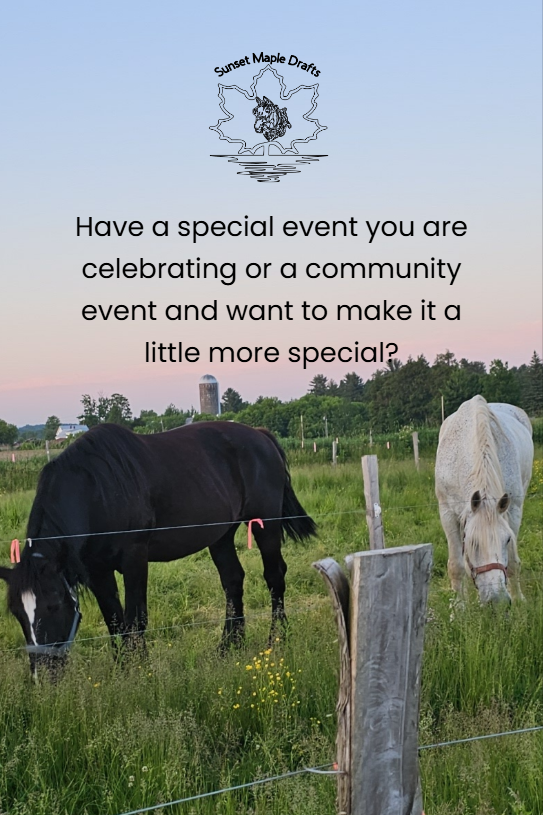 Sunset Maple Drafts
Have a special event you are
celebrating or a community
event and want to make it a
little more special?